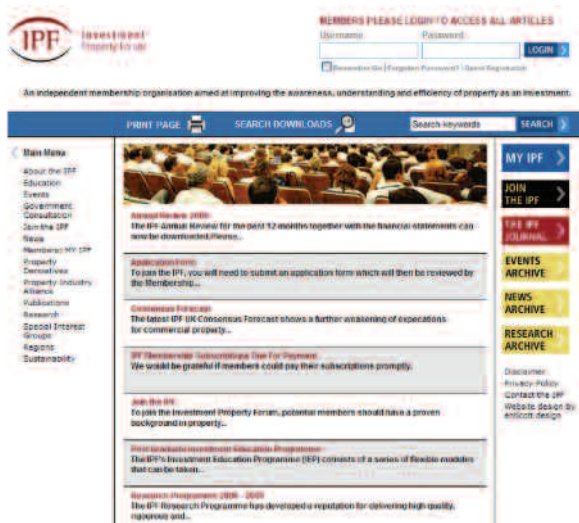 MEMBERS PLEASE LOGIN TO ACCESS ALL ARTICLES
IPF Investment
Property Forum
Username Password
LOGIN
Remember Me | Forgotten Password? | Guest Registration
An independent membership organisation aimed at improving the awareness, understanding and efficiency of property as an investment.
PRINT PAGE SEARCH DOWNLOADS Search keywords SEARCH
Main Menu
About the IPF
Education
Events
Government
Consultation
Join the IPF
News
Members: MY IPF
Property
Derivatives
Property Industry
Alliance
Publications
Research
Special Interest
Groups
Regions
Sustainability
Annual Review
The IPF Annual Review for the past 12 months together with the financial statements can
now be downloaded.Please...
Application Form
To join the IPF, you will need to submit an application form which will then be reviewed by
the Membership...
Consensus Forecast
The latest IPF UK Consensus Forecast shows a further weakening of expecations
for commercial property...
IPF Membership Subscriptions Due For Payment
We would be grateful if members could pay their subscriptions promptly.
Join the IPF
To join the Investment Property Forum, potential members should have a proven
background in property...
Post Graduate Investment Education Programme
The IPF's Investment Education Programme (IEP) consists of a series of flexible modules
that can be taken...
Research Programme 2006 - 2009
The IPF Research Programme has developed a reputation for delivering high quality,
rigorous and...
MY IPF
JOIN
THE IPF
THE IPF
JOURNAL
EVENTS
ARCHIVE
NEWS
ARCHIVE
RESEARCH
ARCHIVE
Disclaimer
Privacy Policy
Contact the IPF
Website design by
enticott design